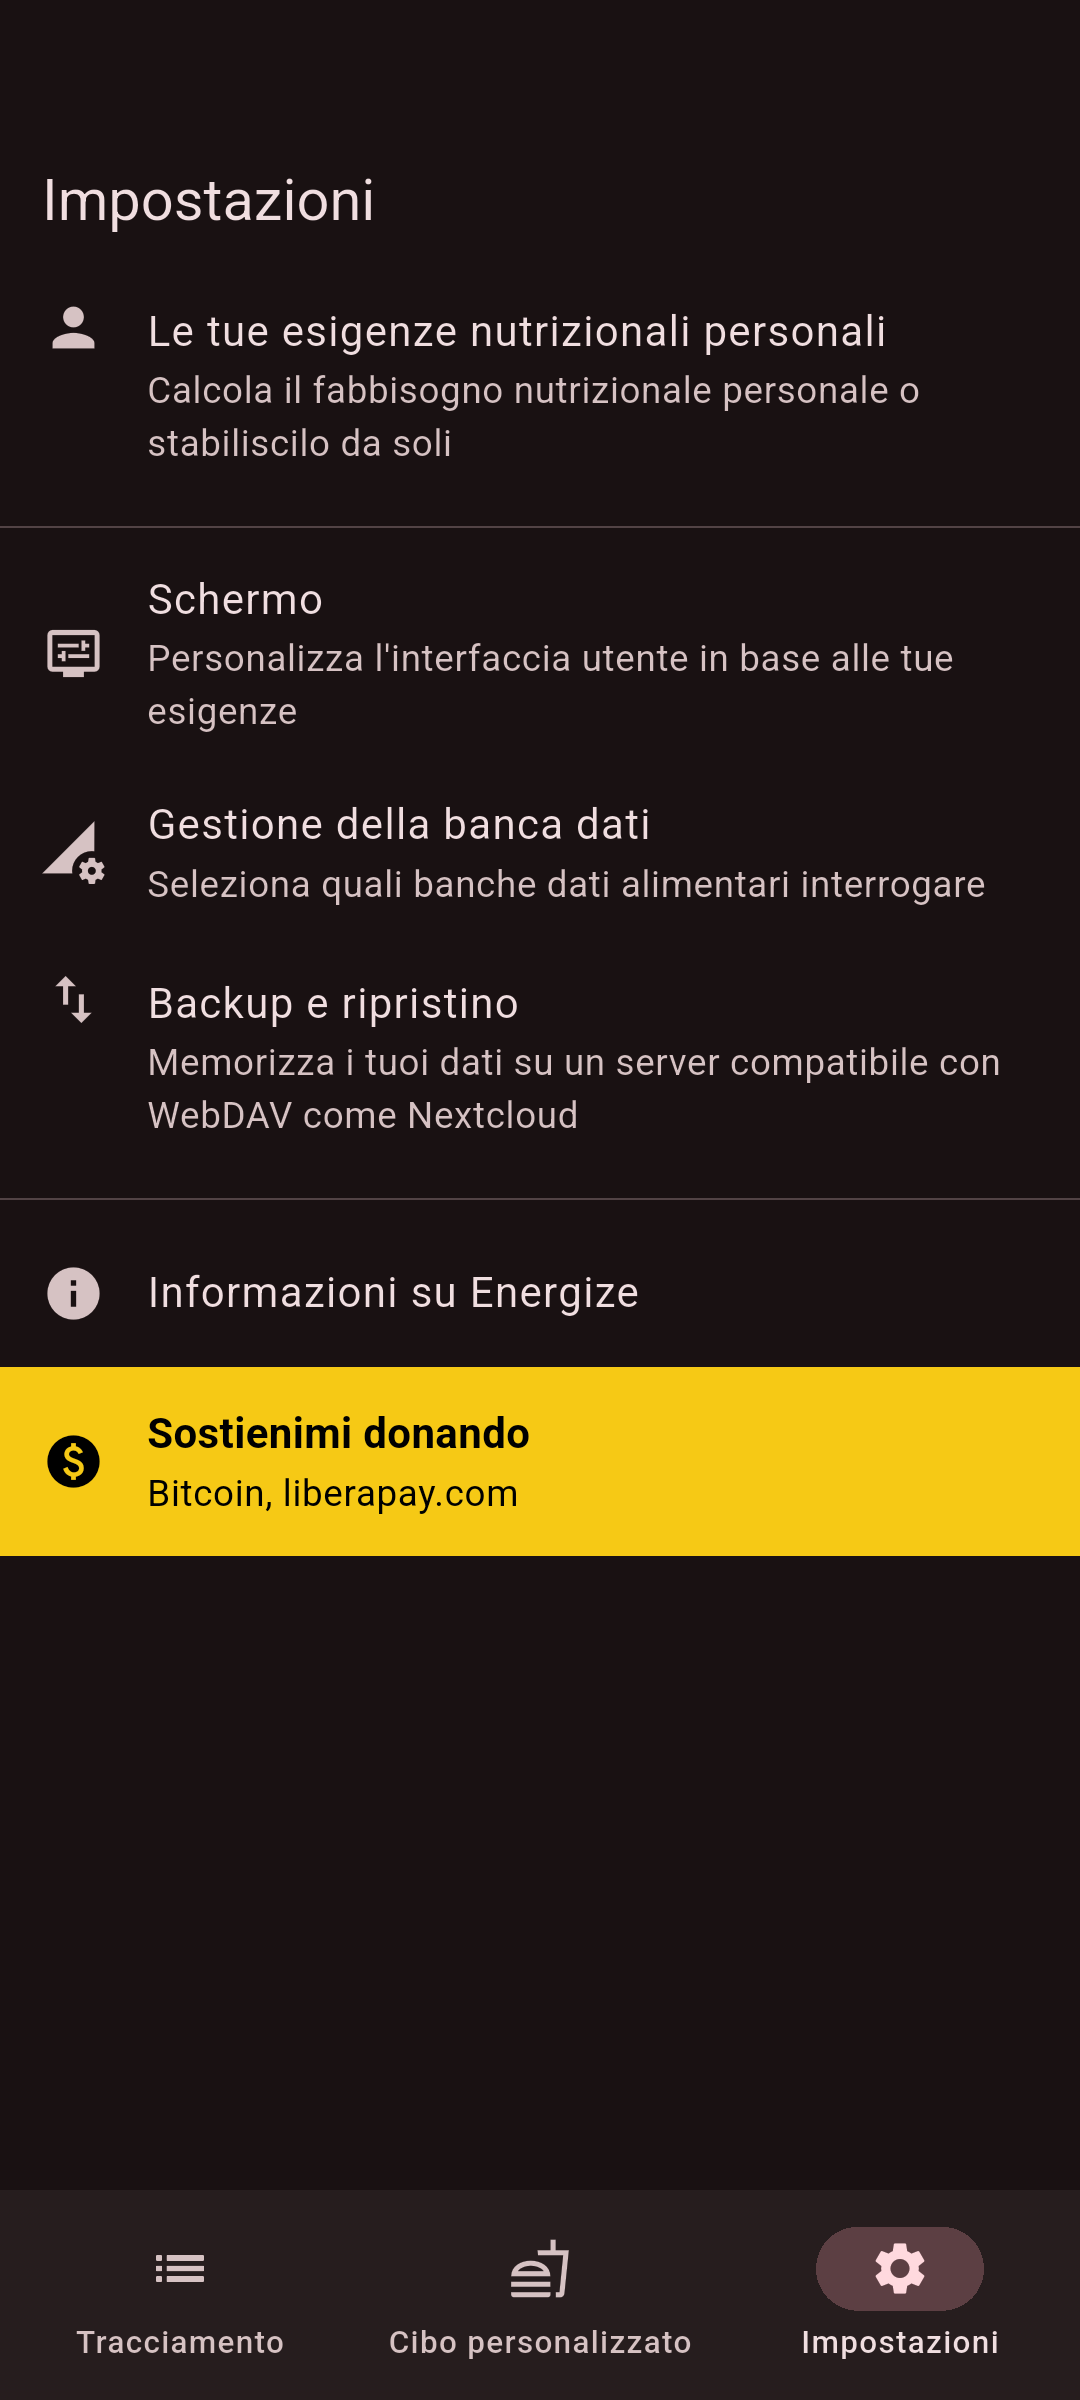 Impostazioni
Le tue esigenze nutrizionali personali
Calcola il fabbisogno nutrizionale personale o
stabiliscilo da soli
Schermo
Personalizza l'interfaccia utente in base alle tue
esigenze
Gestione della banca dati
Seleziona quali banche dati alimentari interrogare
Backup e ripristino
Memorizza i tuoi dati su un server compatibile con
WebDAV come Nextcloud
Informazioni su Energize
Sostienimi donando
Bitcoin, liberapay.com
Tracciamento
Cibo personalizzato
Impostazioni